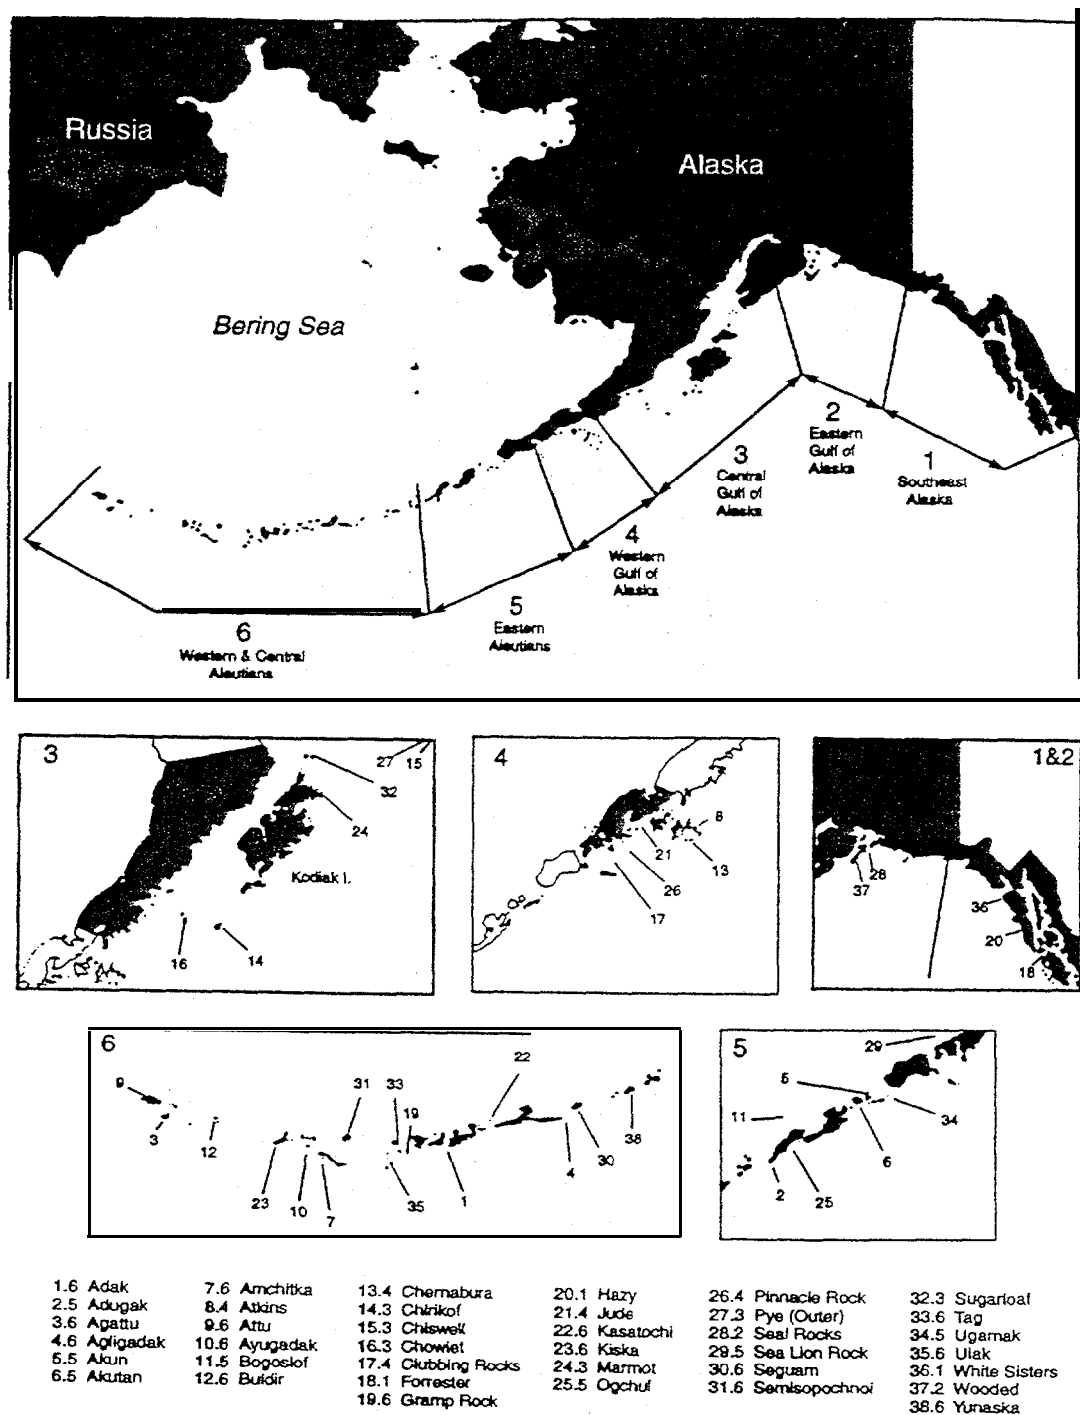 Russia
Alaska
Bering Sea
2
Eastern
Gulf of
Alaska
1
Southeast
Alaska
3
Central
Gulf of
Alaska
4
Western
Gulf of
Alaska
5
Eastern
Aleutians
6
Western & Central
Aleutians
3
27
15
32
24
Kodiak I.
16
14
4
8
21
13
26
17
1&2
28
37
36
20
18
6
9
3
12
31
33
19
22
23
10
7
35
1
4
30
38
5
29
5
11
34
6
2
25
1.6 Adak
2.5 Adugak
3.6 Agattu
4.6 Agligadak
5.5 Akun
6.5 Akutan
7.6 Amchitka
8.4 Atkins
9.6 Attu
10.6 Ayugadak
11.5 Bogoslof
12.6 Buldir
13.4 Chernabura
14.3 Chirikof
15.3 Chiswell
16.3 Chowiet
17.4 Clubbing Rocks
18.1 Forrester
19.6 Gramp Rock
20.1 Hazy
21.4 Jude
22.6 Kasatochi
23.6 Kiska
24.3 Marmot
25.5 Ogchul
26.4 Pinnacle Rock
27.3 Pye (Outer)
28.2 Seal Rocks
29.5 Sea Lion Rock
30.6 Seguam
31.6 Semisopochnoi
32.3 Sugarloaf
33.6 Tag
34.5 Ugamak
35.6 Ulak
36.1 White Sisters
37.2 Wooded
38.6 Yunaska